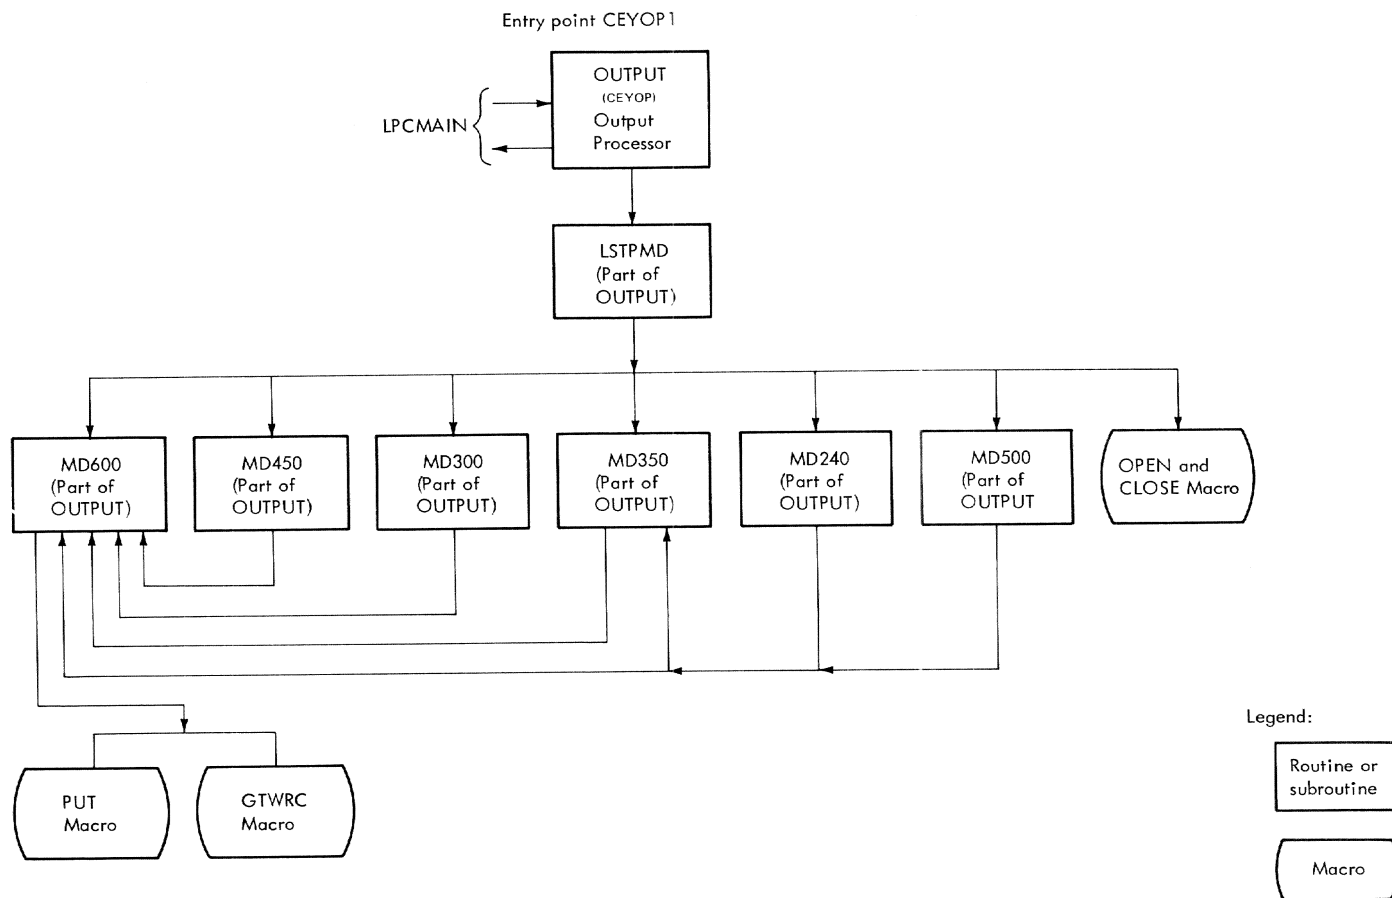 Entry point CEYOP1
OUTPUT
(CEYOP)
Output
Processor
LPCMAIN
LSTPMD
(Part of
OUTPUT)
MD600
(Part of
OUTPUT)
MD450
(Part of
OUTPUT)
MD300
(Part of
OUTPUT)
MD350
(Part of
OUTPUT)
MD240
(Part of
OUTPUT)
MD500
(Part of
OUTPUT
OPEN and
CLOSE Macro
PUT
Macro
GTWRC
Macro
Legend:
Routine or
subroutine
Macro